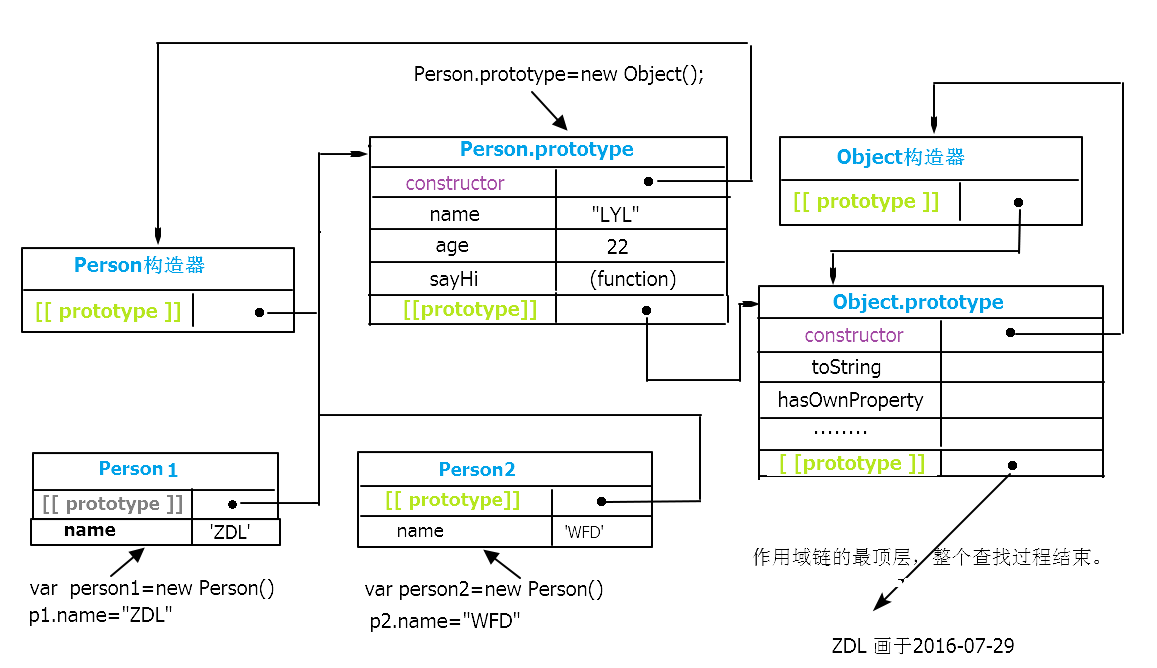 Person.prototype=new Object();
Person.prototype
constructor
name "LYL"
age 22
sayHi (function)
[[prototype]]
Object构造器
[[ prototype ]]
Person构造器
[[ prototype ]]
Object.prototype
constructor
toString
hasOwnProperty
........
[ [prototype ]]
Person1
[[ prototype ]]
name 'ZDL'
var person1=new Person()
p1.name="ZDL"
Person2
[[ prototype]]
name 'WFD'
var person2=new Person()
p2.name="WFD"
作用域链的最顶层，整个查找过程结束。
ZDL 画于2016-07-29